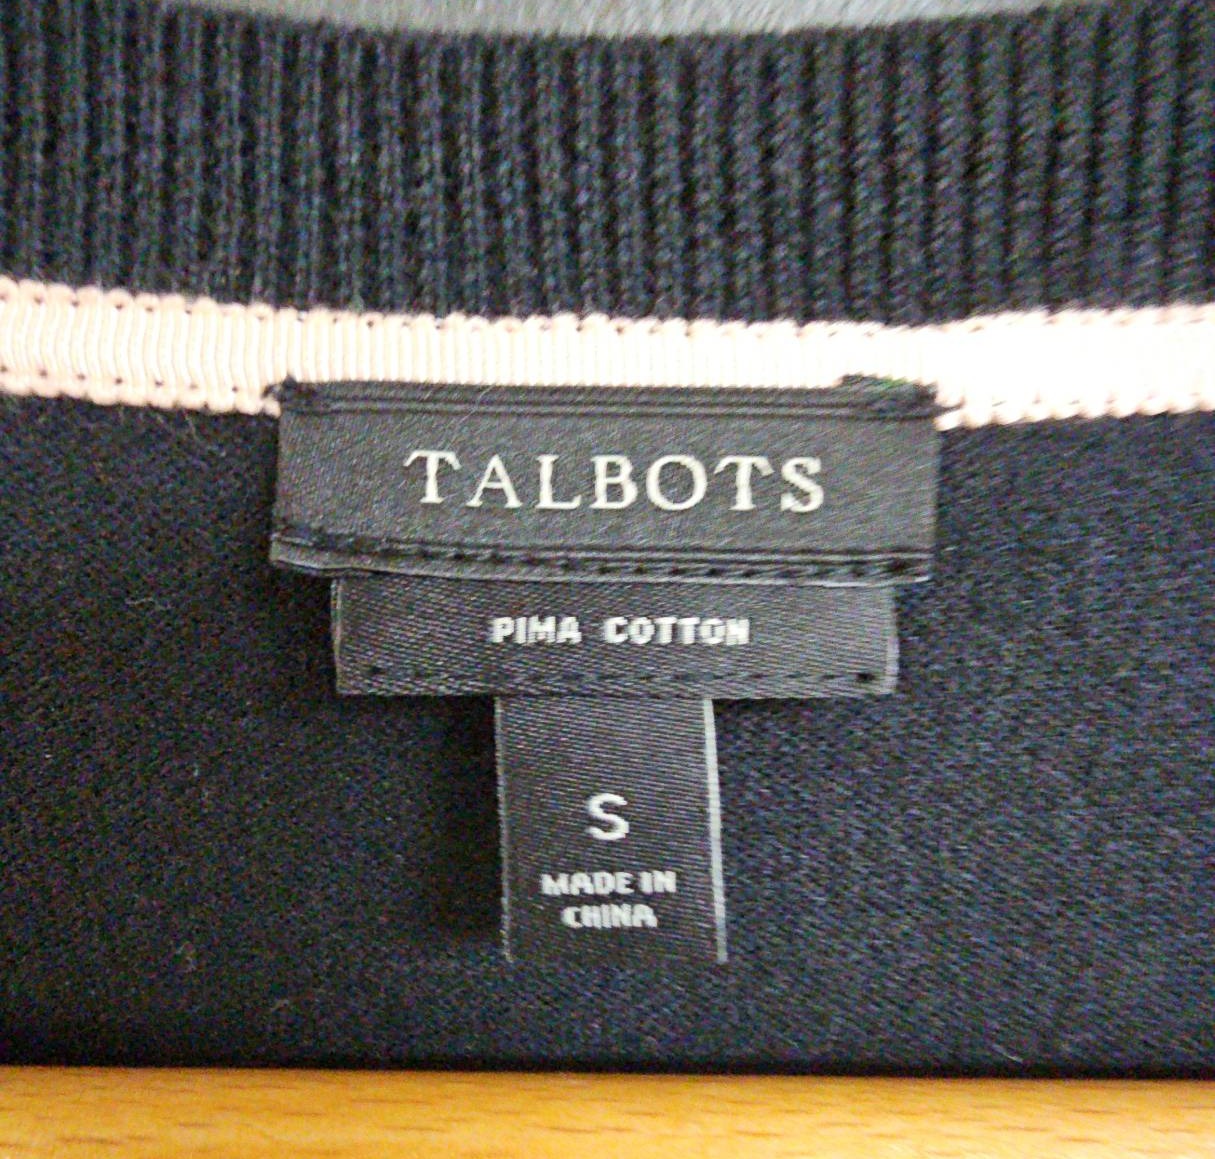 TALBOTS
PIMA COTTON
S
MADE IN
CHINA